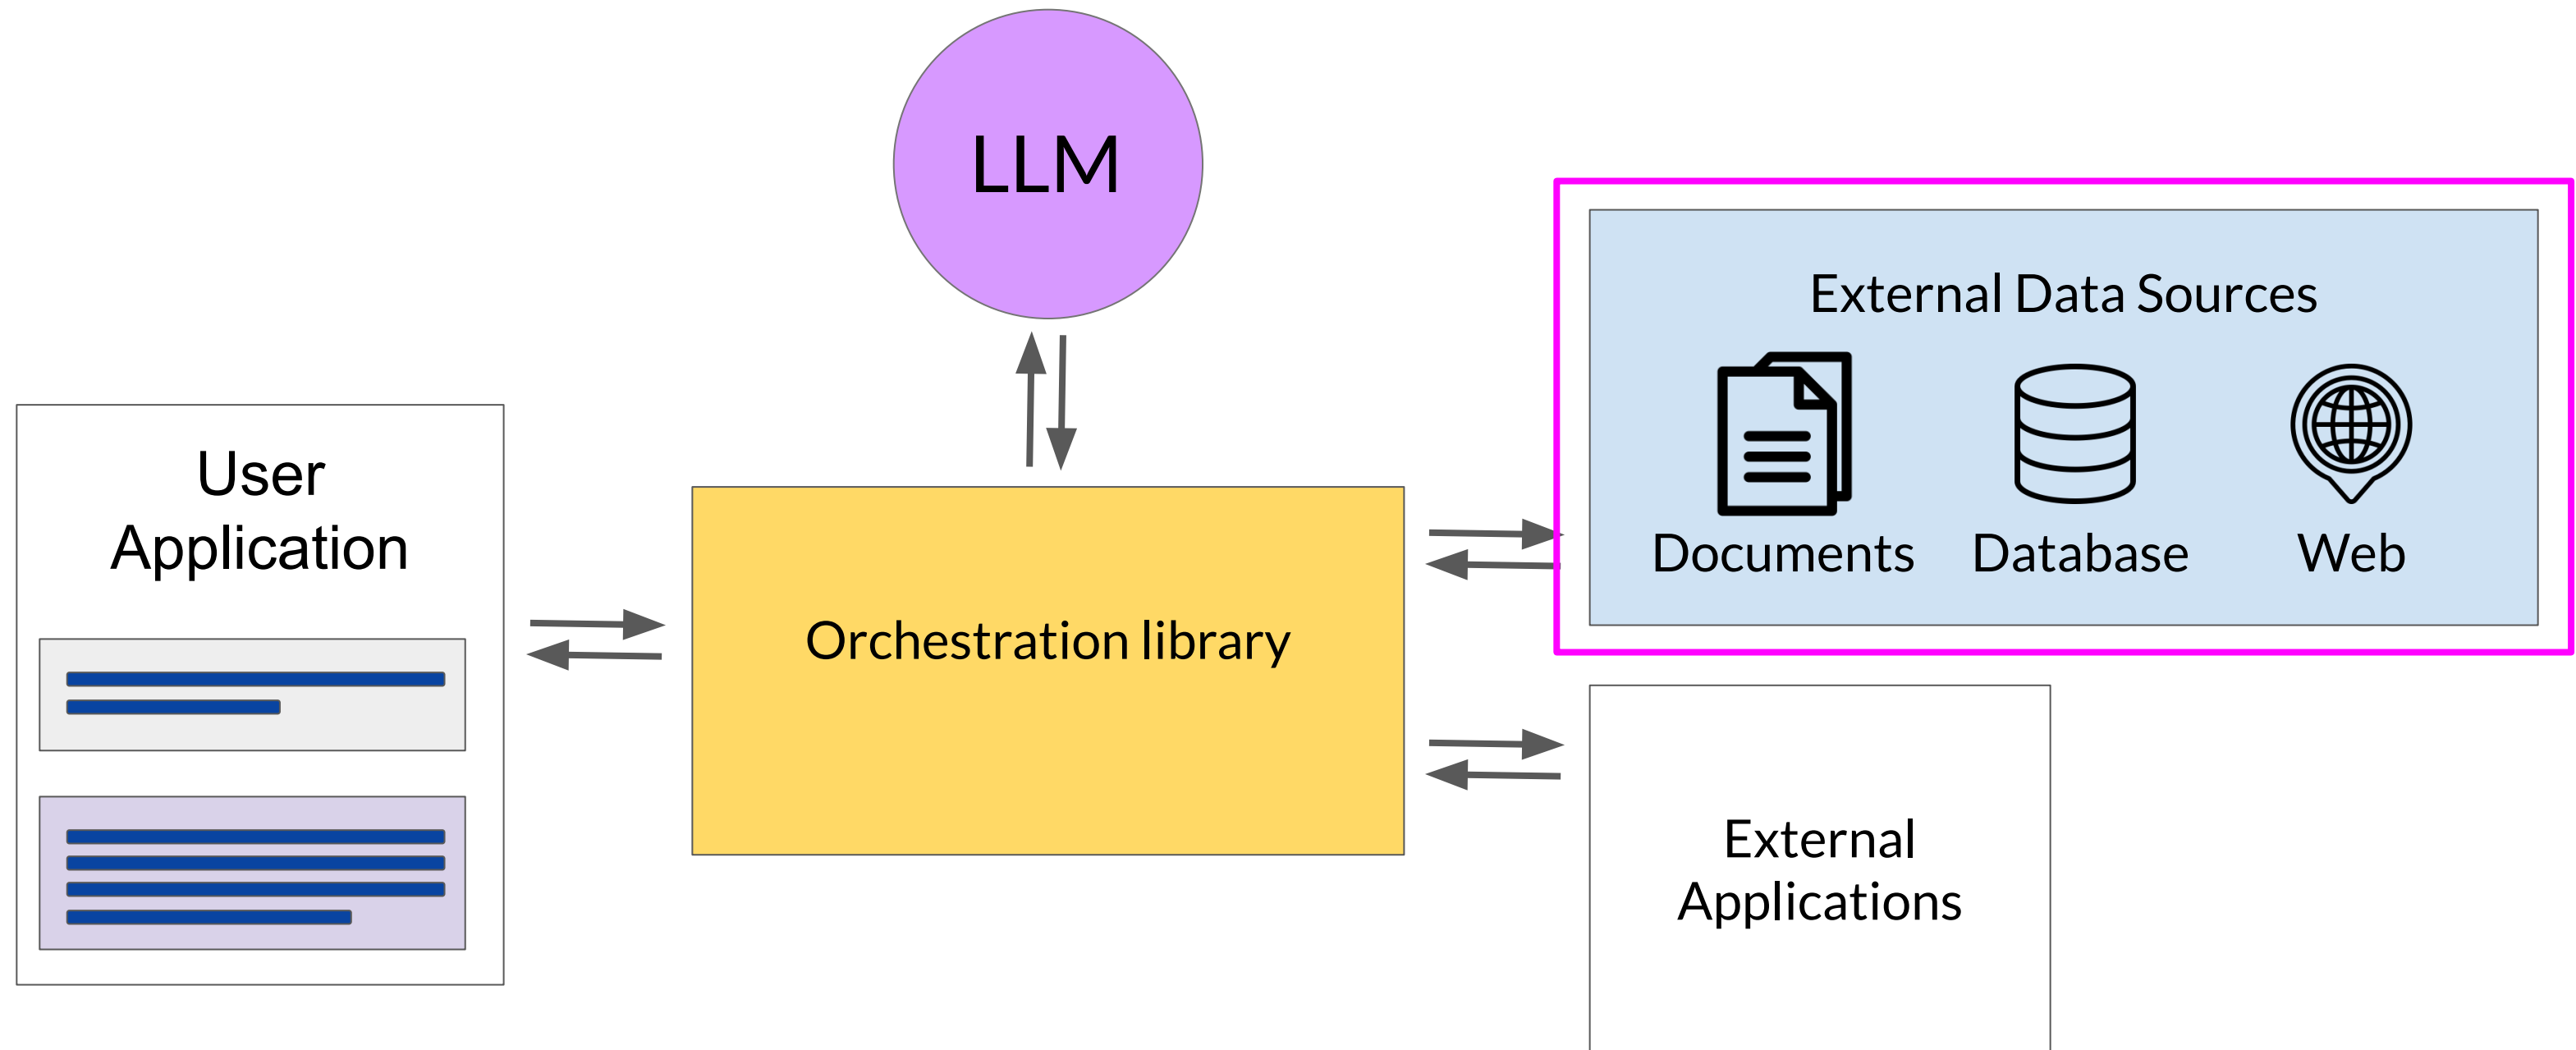 LLM
User
Application
Orchestration library
External Data Sources
Documents
Database
Web
External
Applications